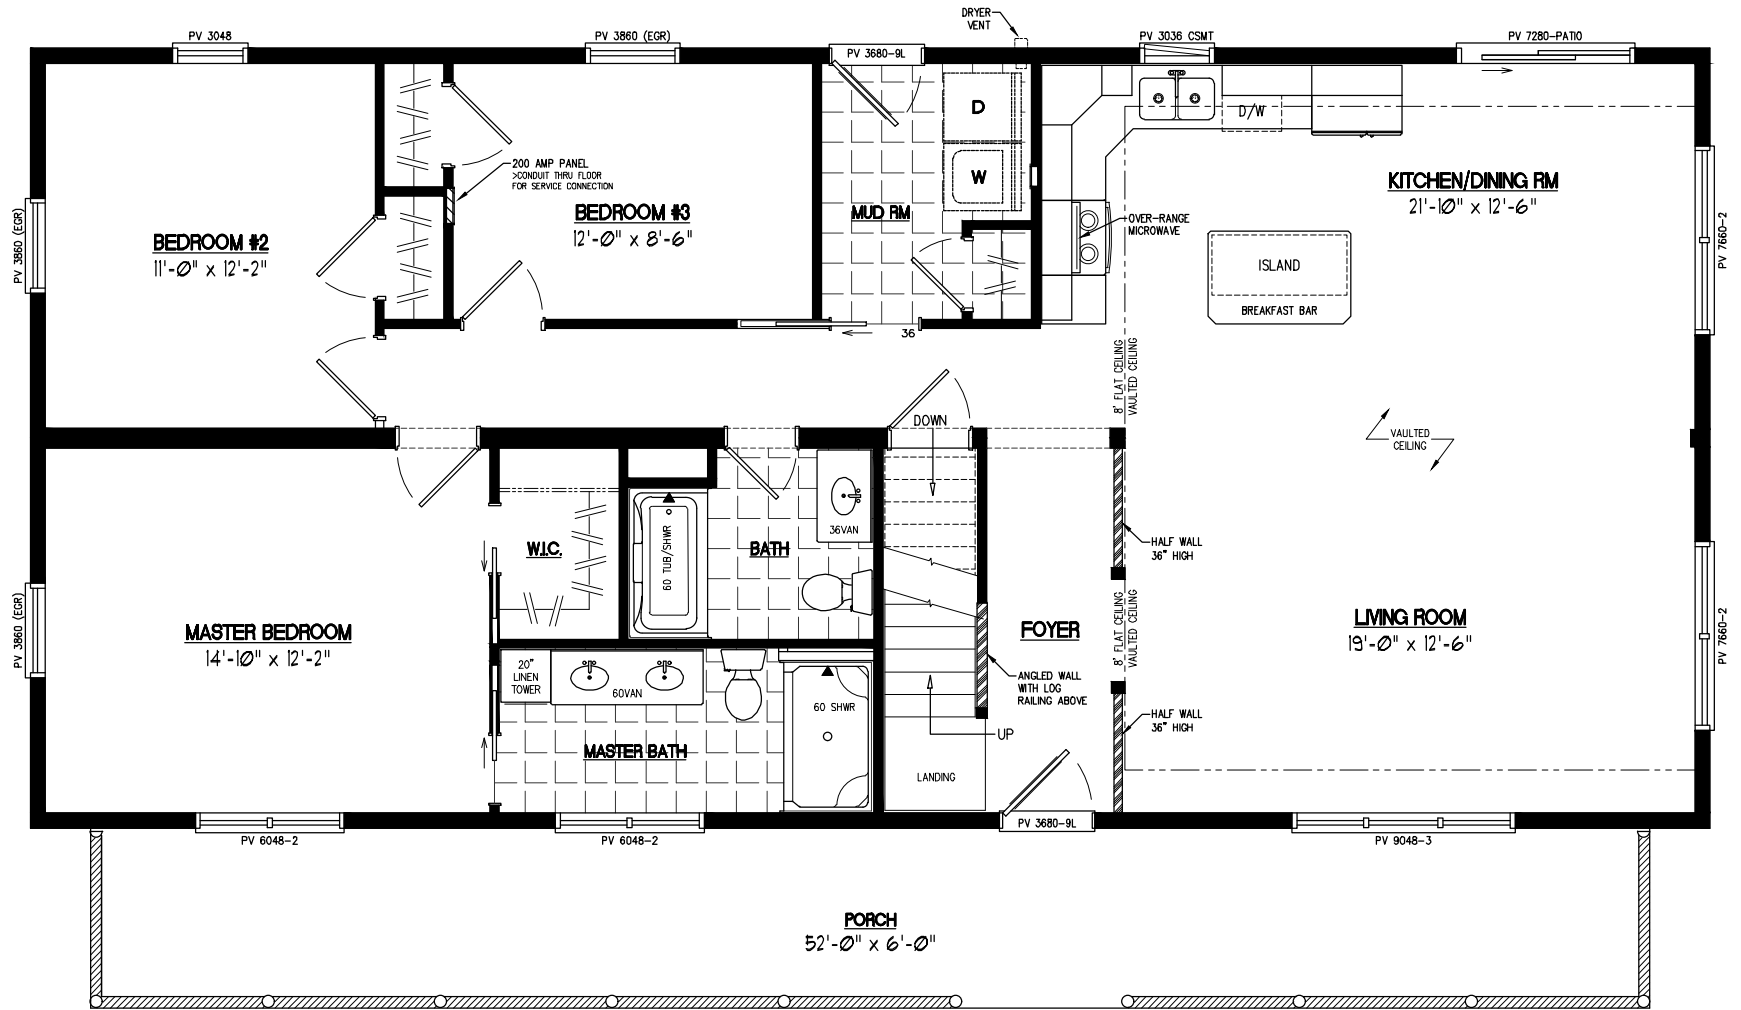 DRYER
VENT
PV 3048
PV 3860 (EGR)
PV 3680-9L
PV 3036 CSMT
PV 7280-PATIO
D
D/W
W
200 AMP PANEL
>CONDUIT THRU FLOOR
FOR SERVICE CONNECTION
KITCHEN/DINING RM
21'-10" x 12'-6"
BEDROOM #3
12'-0" x 8'-6"
MUD RM
OVER-RANGE
MICROWAVE
PV 3860 (EGR)
BEDROOM #2
11'-0" x 12'-2"
PV 7660-2
ISLAND
BREAKFAST BAR
36
8' FLAT CEILING
VAULTED CEILING
DOWN
VAULTED
CEILING
36VAN
60 TUB/SHWR
W.I.C.
BATH
HALF WALL
36" HIGH
PV 3860 (EGR)
MASTER BEDROOM
14'-10" x 12'-2"
FOYER
8' FLAT CEILING
VAULTED CEILING
LIVING ROOM
19'-0" x 12'-6"
PV 7660-2
20"
LINEN
TOWER
60VAN
60 SHWR
ANGLED WALL
WITH LOG
RAILING ABOVE
HALF WALL
36" HIGH
UP
MASTER BATH
LANDING
PV 6048-2
PV 6048-2
PV 3680-9L
PV 9048-3
PORCH
52'-0" x 6'-0"